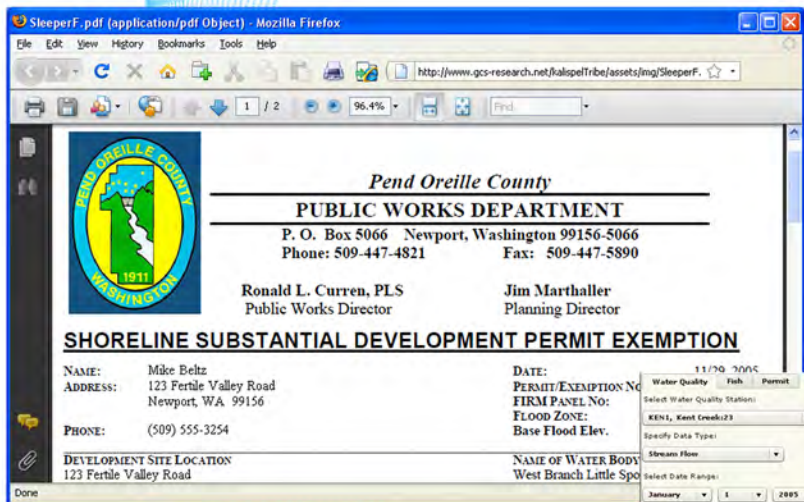 SleeperF.pdf (application/pdf Object) - Mozilla Firefox
File Edit View History Bookmarks Tools Help
http://www.gcs-research.net/kalispelTribe/assets/img/SleeperF.
1 / 2 96.4% Find
PEND OREILLE COUNTY
1911
WASHINGTON
Pend Oreille County
PUBLIC WORKS DEPARTMENT
P. O. Box 5066 Newport, Washington 99156-5066
Phone: 509-447-4821 Fax: 509-447-5890
Ronald L. Curren, PLS Jim Marthaller
Public Works Director Planning Director
SHORELINE SUBSTANTIAL DEVELOPMENT PERMIT EXEMPTION
NAME: Mike Beltz DATE: 11/29, 2005
ADDRESS: 123 Fertile Valley Road PERMIT/EXEMPTION NO
Newport, WA 99156 FIRM PANEL NO:
FLOOD ZONE:
PHONE: (509) 555-3254 Base Flood Elev.
DEVELOPMENT SITE LOCATION NAME OF WATER BODY
123 Fertile Valley Road West Branch Little Spo
Water Quality Fish Permit
Select Water Quality Station:
KEN1, Kent Creek:23
Specify Data Type:
Stream Flow
Select Date Range:
January 1 2005
Done